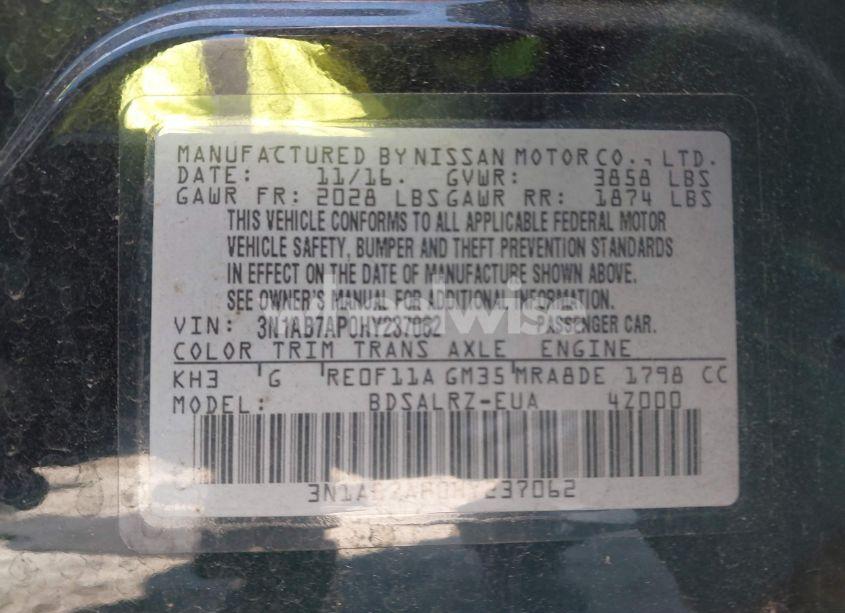 MANUFACTURED BY NISSAN MOTOR CO., LTD.
DATE: 11/16. GVWR: 3858 LBS
GAWR FR: 2028 LBS GAWR RR: 1874 LBS
THIS VEHICLE CONFORMS TO ALL APPLICABLE FEDERAL MOTOR
VEHICLE SAFETY, BUMPER AND THEFT PREVENTION STANDARDS
IN EFFECT ON THE DATE OF MANUFACTURE SHOWN ABOVE.
SEE OWNER'S MANUAL FOR ADDITIONAL INFORMATION.
VIN: 3N1AB7AP0HY237062 PASSENGER CAR.
COLOR TRIM TRANS AXLE ENGINE
KH3 G RE0F11A GM35 MRA8DE 1798 CC
MODEL: BDSALRZ-EUA 4Z000
3N1AB7AP0HY237062